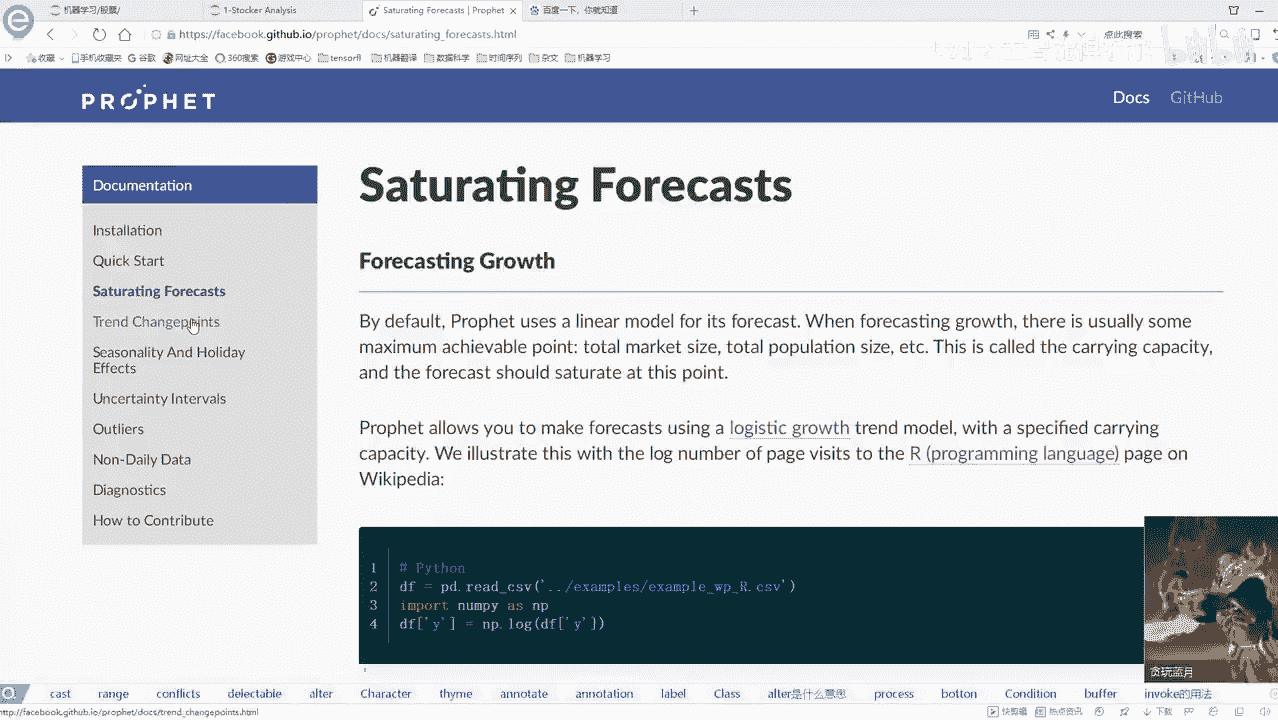 机器学习/股票/
1-Stocker Analysis
Saturating Forecasts | Prophet
百度一下，你就知道
https://facebook.github.io/prophet/docs/saturating_forecasts.html
点此搜索
收藏 手机收藏夹 谷歌 网址大全 360搜索 游戏中心 tensorfl 机器翻译 数据科学 时间序列 杂文 机器学习
PROPHET
Docs GitHub
Documentation
Installation
Quick Start
Saturating Forecasts
Trend Changepoints
Seasonality And Holiday
Effects
Uncertainty Intervals
Outliers
Non-Daily Data
Diagnostics
How to Contribute
Saturating Forecasts
Forecasting Growth
By default, Prophet uses a linear model for its forecast. When forecasting growth, there is usually some
maximum achievable point: total market size, total population size, etc. This is called the carrying capacity,
and the forecast should saturate at this point.
Prophet allows you to make forecasts using a logistic growth trend model, with a specified carrying
capacity. We illustrate this with the log number of page visits to the R (programming language) page on
Wikipedia:
1 # Python
2 df = pd.read_csv('../examples/example_wp_R.csv')
3 import numpy as np
4 df['y'] = np.log(df['y'])
贪玩蓝月
cast range conflicts delectable alter Character thyme annotate annotation label Class alter是什么意思 process botton Condition buffer invoke的用法
http://facebook.github.io/prophet/docs/trend_changepoints.html
快剪辑 热点资讯 下载